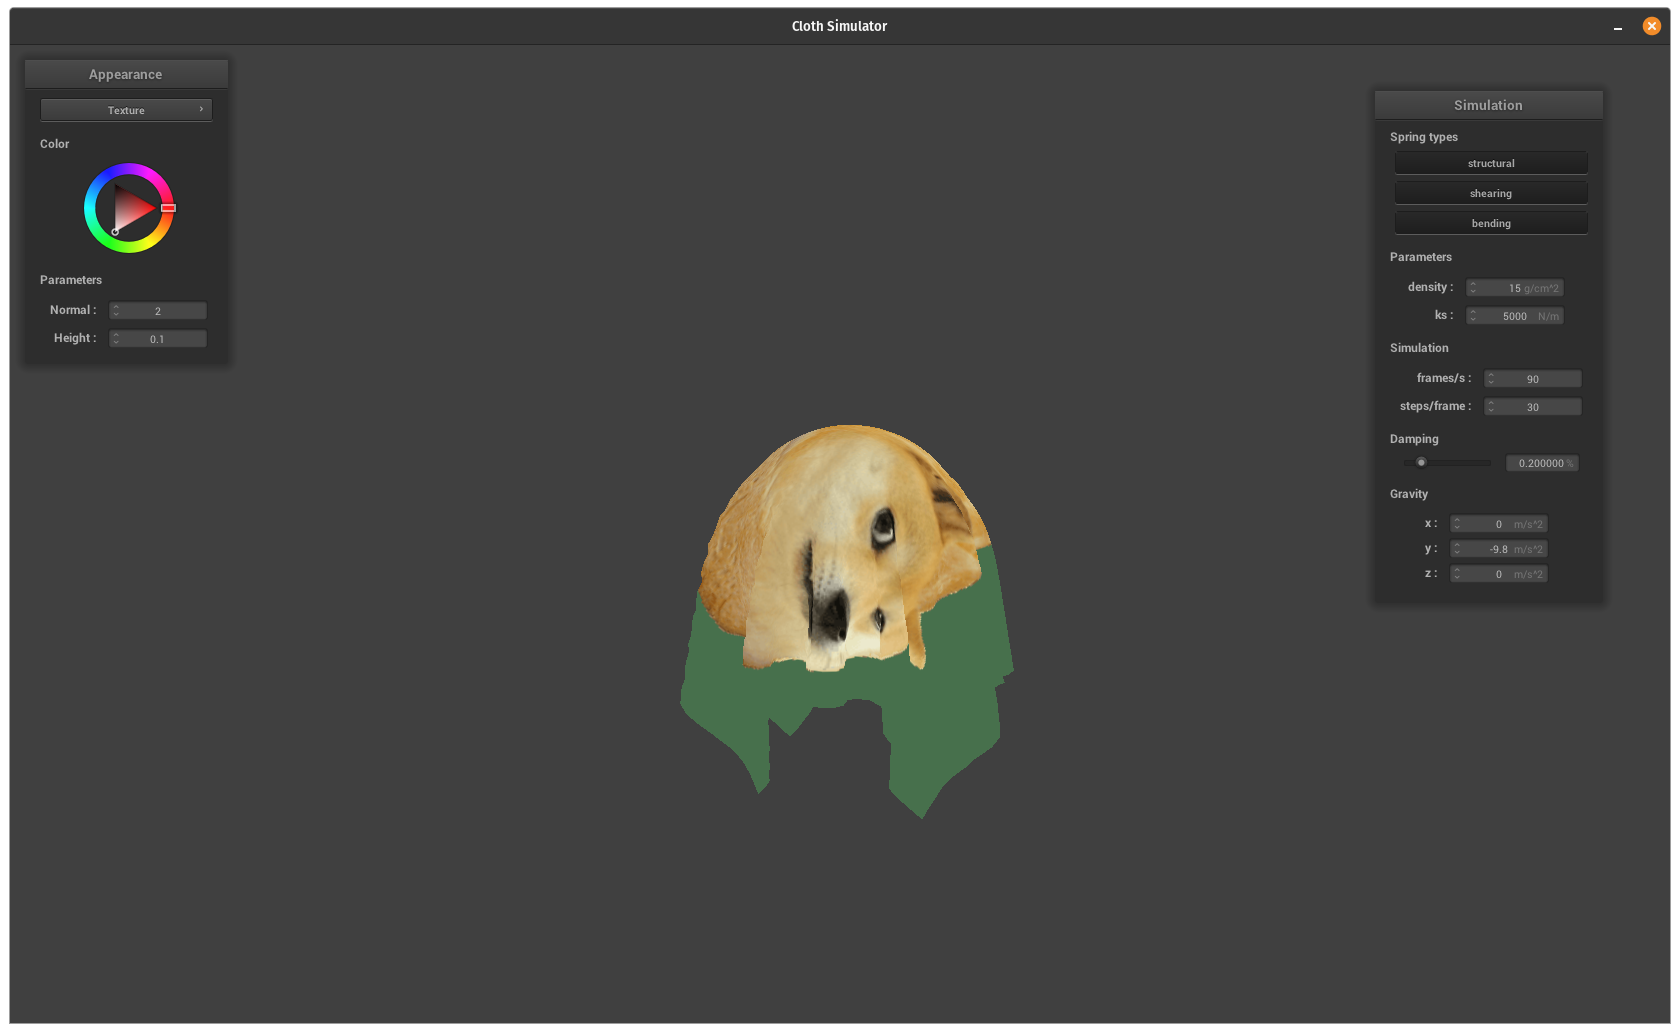 Cloth Simulator
Appearance
Texture
Color
Parameters
Normal : 2
Height : 0.1
Simulation
Spring types
structural
shearing
bending
Parameters
density : 15 g/cm^2
ks : 5000 N/m
Simulation
frames/s : 90
steps/frame : 30
Damping
0.200000 %
Gravity
x : 0 m/s^2
y : -9.8 m/s^2
z : 0 m/s^2